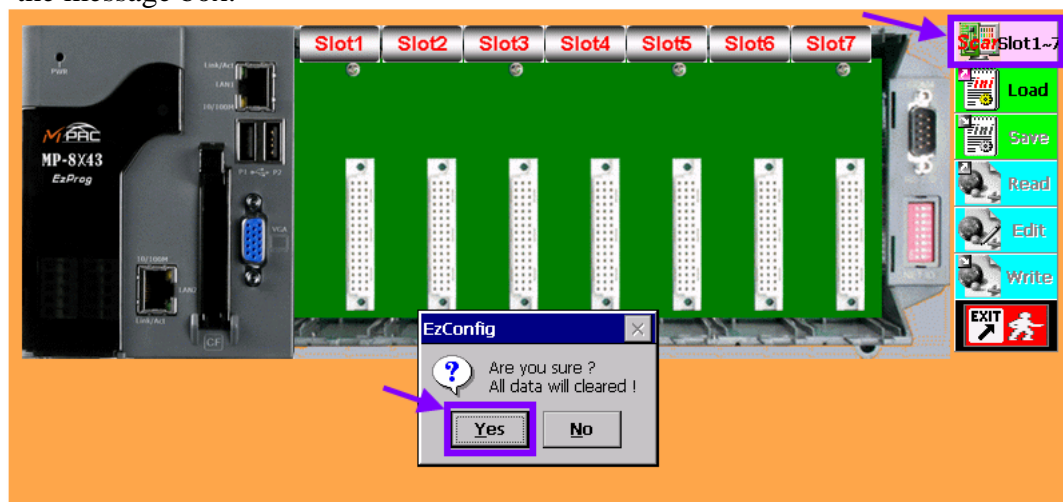 the message box.
Slot1 Slot2 Slot3 Slot4 Slot5 Slot6 Slot7
Scan Slot1~7
PWR
Link/Act
LAN1
10/100M
Load
MPAC
MP-8X43
EzProg
Save
P1 P2
Read
VGA
Edit
10/100M
LAN2
Link/Act
Write
CF
EXIT
EzConfig
Are you sure ?
All data will cleared !
Yes No